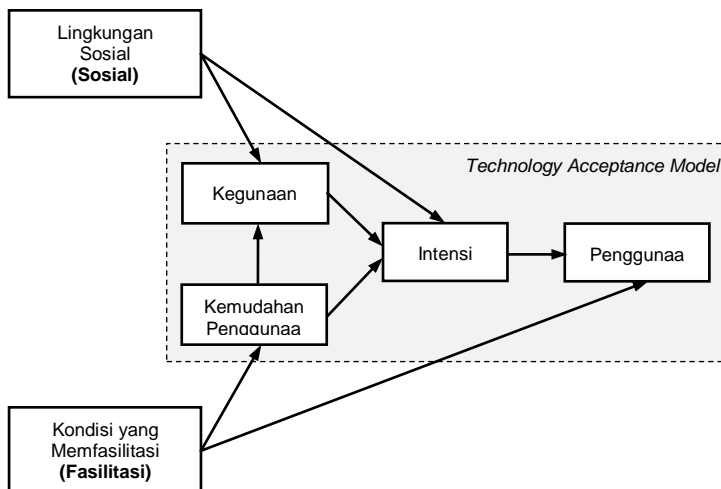 Lingkungan
Sosial
(Sosial)
Technology Acceptance Model
Kegunaan
Intensi
Penggunaa
Kemudahan
Penggunaa
Kondisi yang
Memfasilitasi
(Fasilitasi)